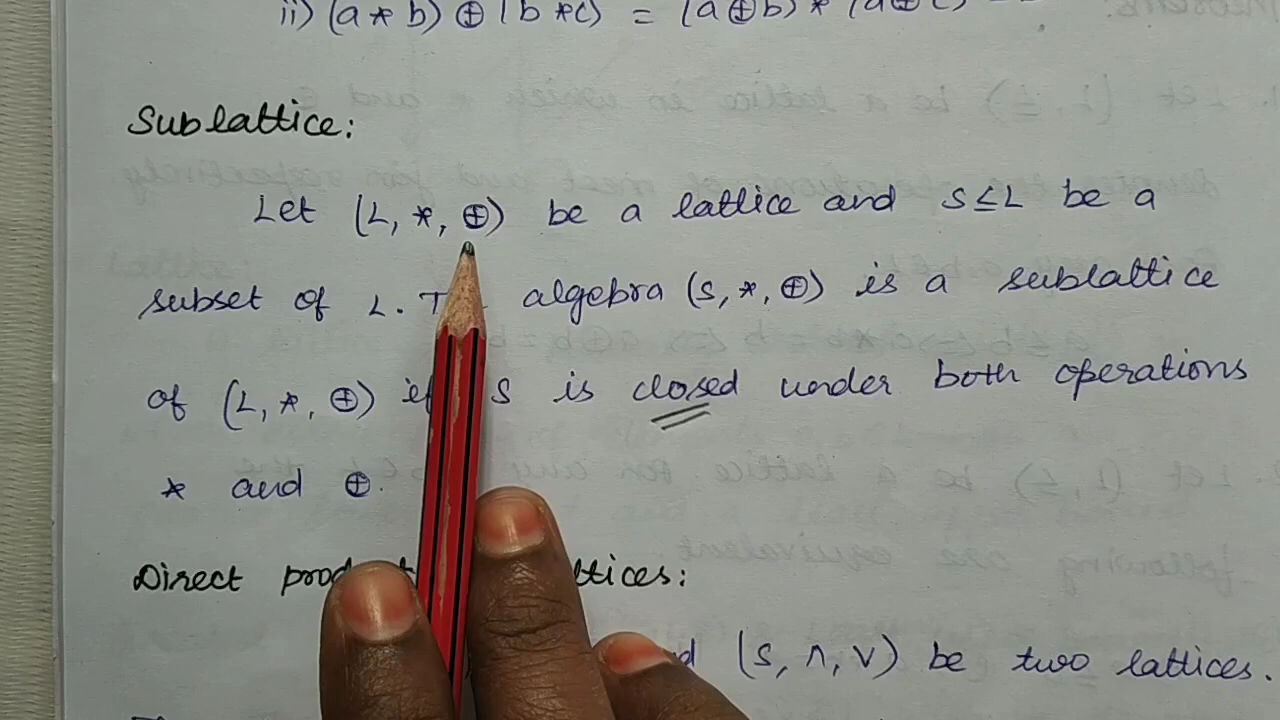 ii) (a * b) ⊕ (b * c) = (a ⊕ b) *
Sublattice:
Let (L, *, ⊕) be a lattice and S ≤ L be a
subset of L. algebra (S, *, ⊕) is a sublattice
of (L, *, ⊕) S is closed under both operations
* and ⊕.
Direct
(S, ∧, ∨) be two lattices.